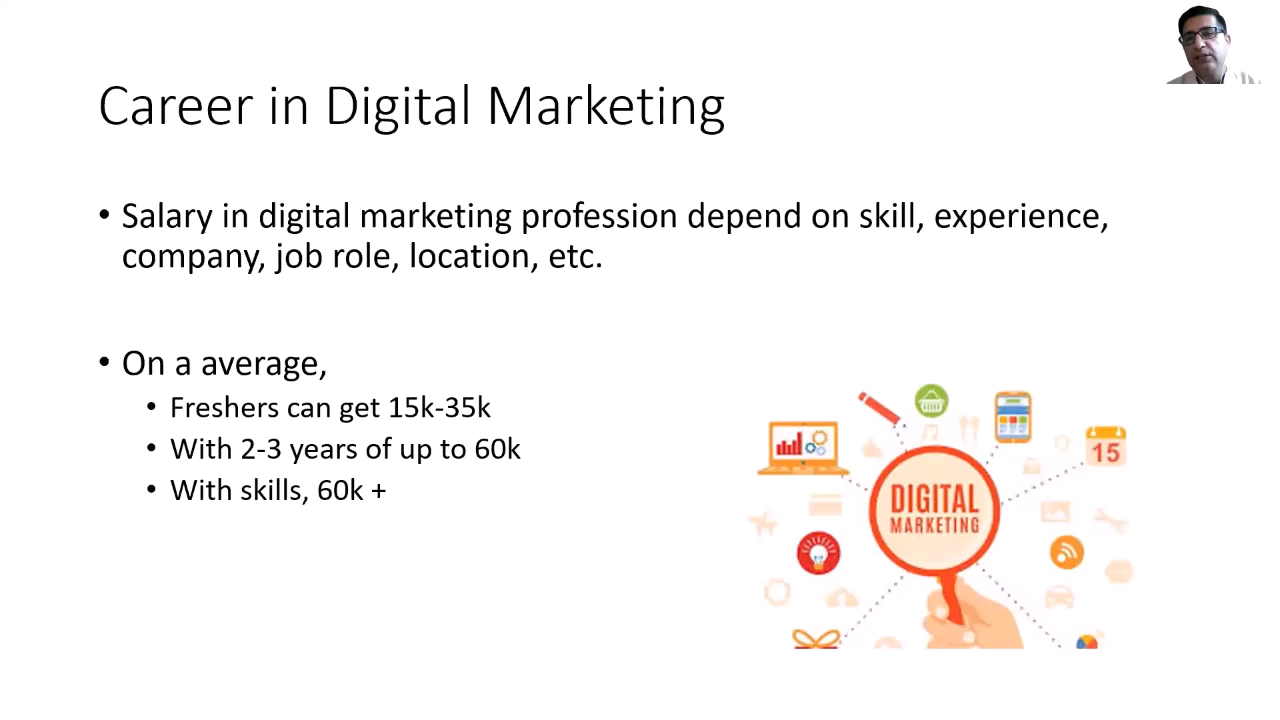 Career in Digital Marketing
• Salary in digital marketing profession depend on skill, experience,
company, job role, location, etc.
• On a average,
• Freshers can get 15k-35k
• With 2-3 years of up to 60k
• With skills, 60k +
15
DIGITAL
MARKETING